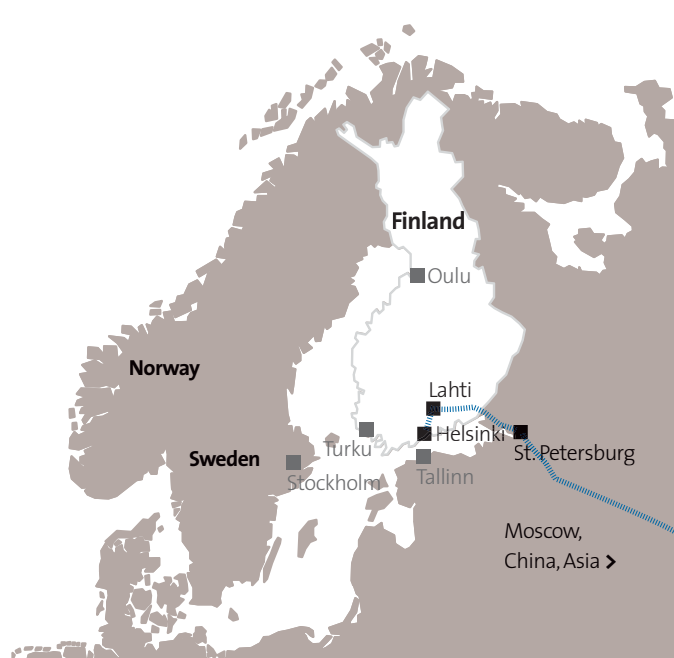 Finland
Oulu
Norway
Lahti
Helsinki
Turku
St. Petersburg
Sweden
Tallinn
Stockholm
Moscow,
China, Asia >